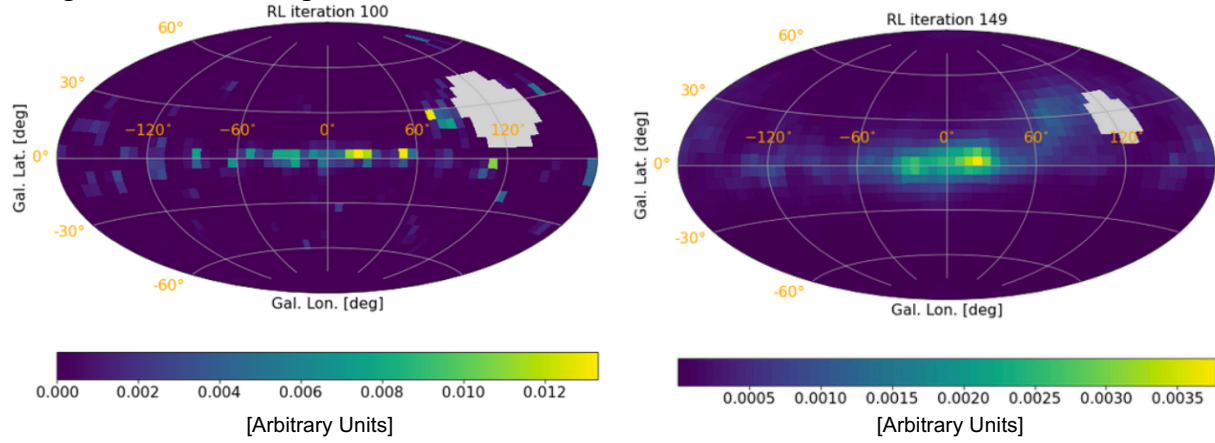 RL iteration 100
60°
30°
0°
-30°
-60°
−120°
−60°
0°
60°
120°
Gal. Lat. [deg]
Gal. Lon. [deg]
0.000 0.002 0.004 0.006 0.008 0.010 0.012
[Arbitrary Units]
RL iteration 149
60°
30°
0°
-30°
-60°
−120°
−60°
0°
60°
120°
Gal. Lat. [deg]
Gal. Lon. [deg]
0.0005 0.0010 0.0015 0.0020 0.0025 0.0030 0.0035
[Arbitrary Units]